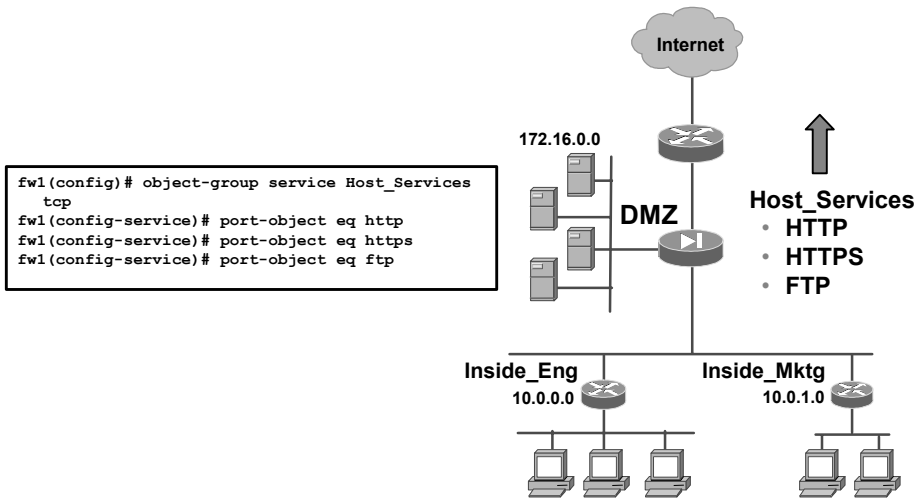 Internet
172.16.0.0
fw1(config)# object-group service Host_Services
tcp
fw1(config-service)# port-object eq http
fw1(config-service)# port-object eq https
fw1(config-service)# port-object eq ftp
DMZ
Host_Services
• HTTP
• HTTPS
• FTP
Inside_Eng
10.0.0.0
Inside_Mktg
10.0.1.0